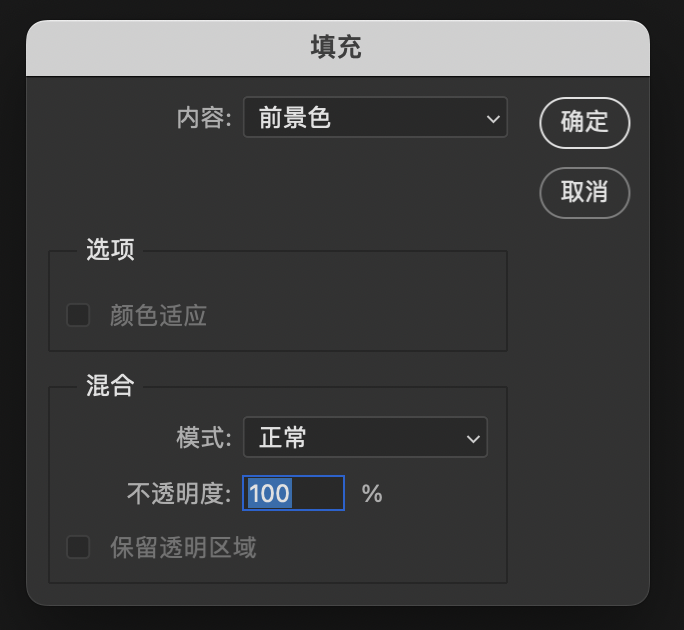 填充
内容: 前景色
确定
取消
选项
颜色适应
混合
模式: 正常
不透明度: 100 %
保留透明区域